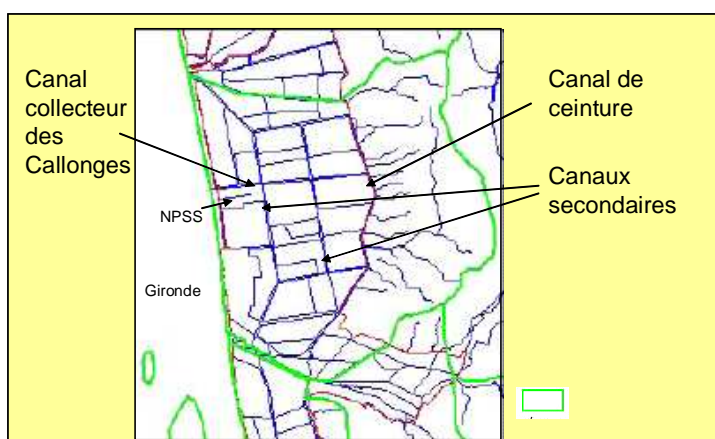 Canal
collecteur
des
Callonges
Canal de
ceinture
Canaux
secondaires
NPSS
Gironde